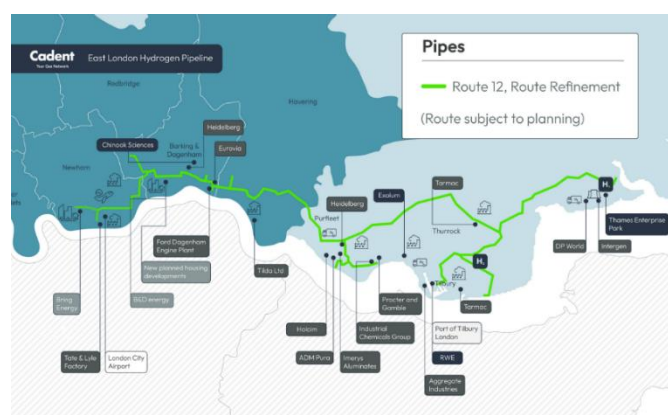 Cadent
Your Gas Network
East London Hydrogen Pipeline
Pipes
Route 12, Route Refinement
(Route subject to planning)
Redbridge
Havering
Newham
Barking &
Dagenham
Chinook Sciences
Heidelberg
Eurovia
Heidelberg
Purfleet
Exolum
Tarmac
Thurrock
H₂
Thames Enterprise
Park
DP World
Intergen
Ford Dagenham
Engine Plant
New planned housing
developments
Tilda Ltd
H₂
Tilbury
Bring
Energy
B&D energy
Holcim
Procter and
Gamble
Industrial
Chemicals Group
Tarmac
Port of Tilbury
London
Tate & Lyle
Factory
London City
Airport
ADM Pura
Imerys
Aluminates
RWE
Aggregate
Industries